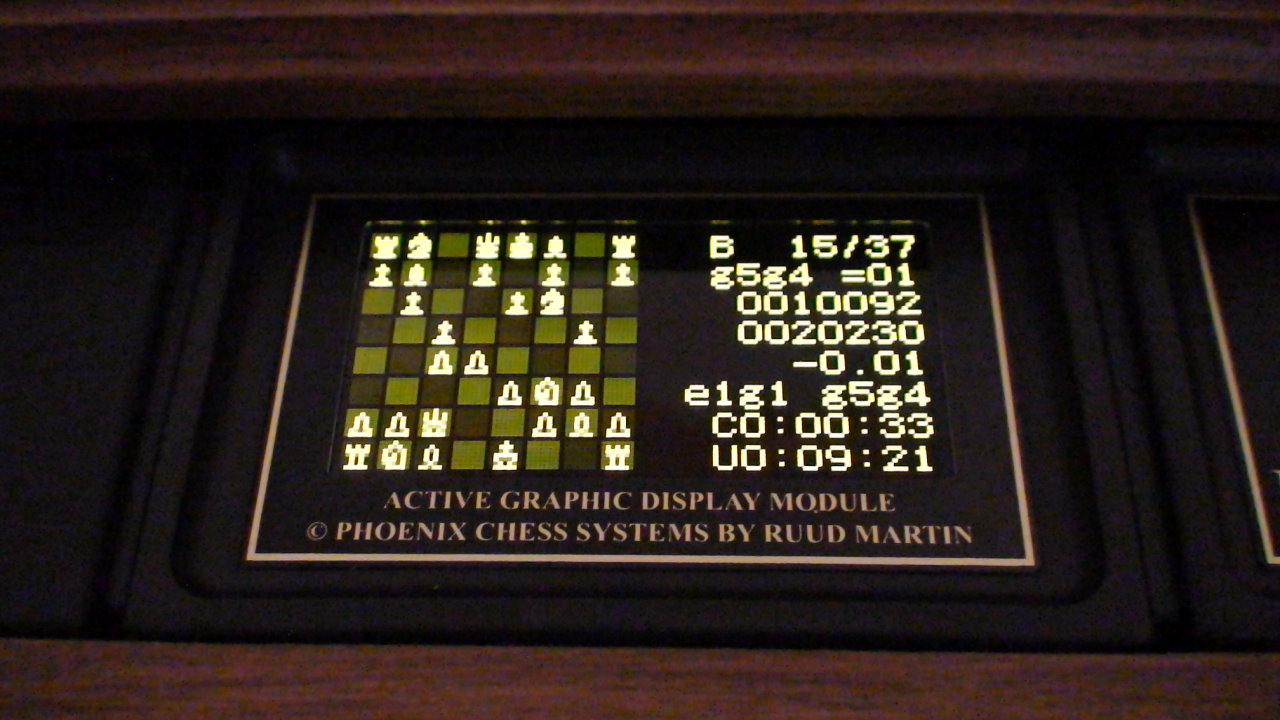 B 15/37
g5g4 =01
0010092
0020230
-0.01
e1g1 g5g4
C0:00:33
U0:09:21
ACTIVE GRAPHIC DISPLAY MODULE
© PHOENIX CHESS SYSTEMS BY RUUD MARTIN